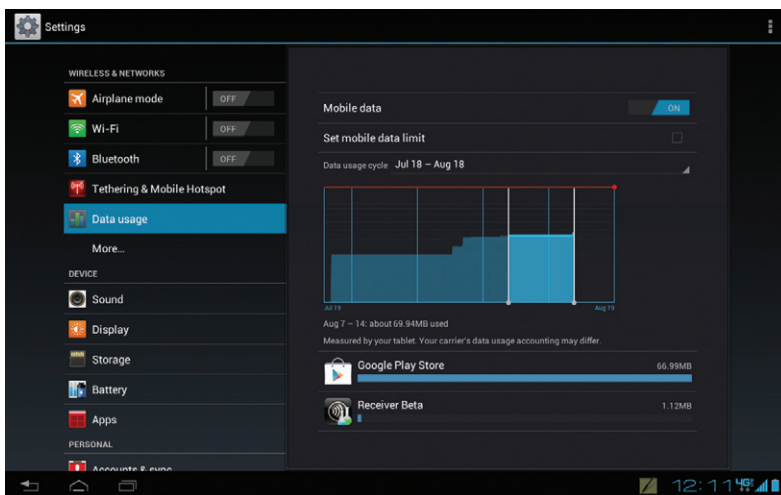 Settings
WIRELESS & NETWORKS
Airplane mode OFF
Wi-Fi OFF
Bluetooth OFF
Tethering & Mobile Hotspot
Data usage
More...
DEVICE
Sound
Display
Storage
Battery
Apps
PERSONAL
Accounts & sync
Mobile data ON
Set mobile data limit
Data usage cycle Jul 18 – Aug 18
Jul 19 Aug 19
Aug 7 – 14: about 69.94MB used
Measured by your tablet. Your carrier's data usage accounting may differ.
Google Play Store 66.99MB
Receiver Beta 1.12MB
12:11 4G